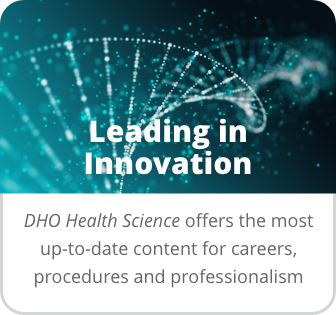 Leading in
Innovation
DHO Health Science offers the most
up-to-date content for careers,
procedures and professionalism